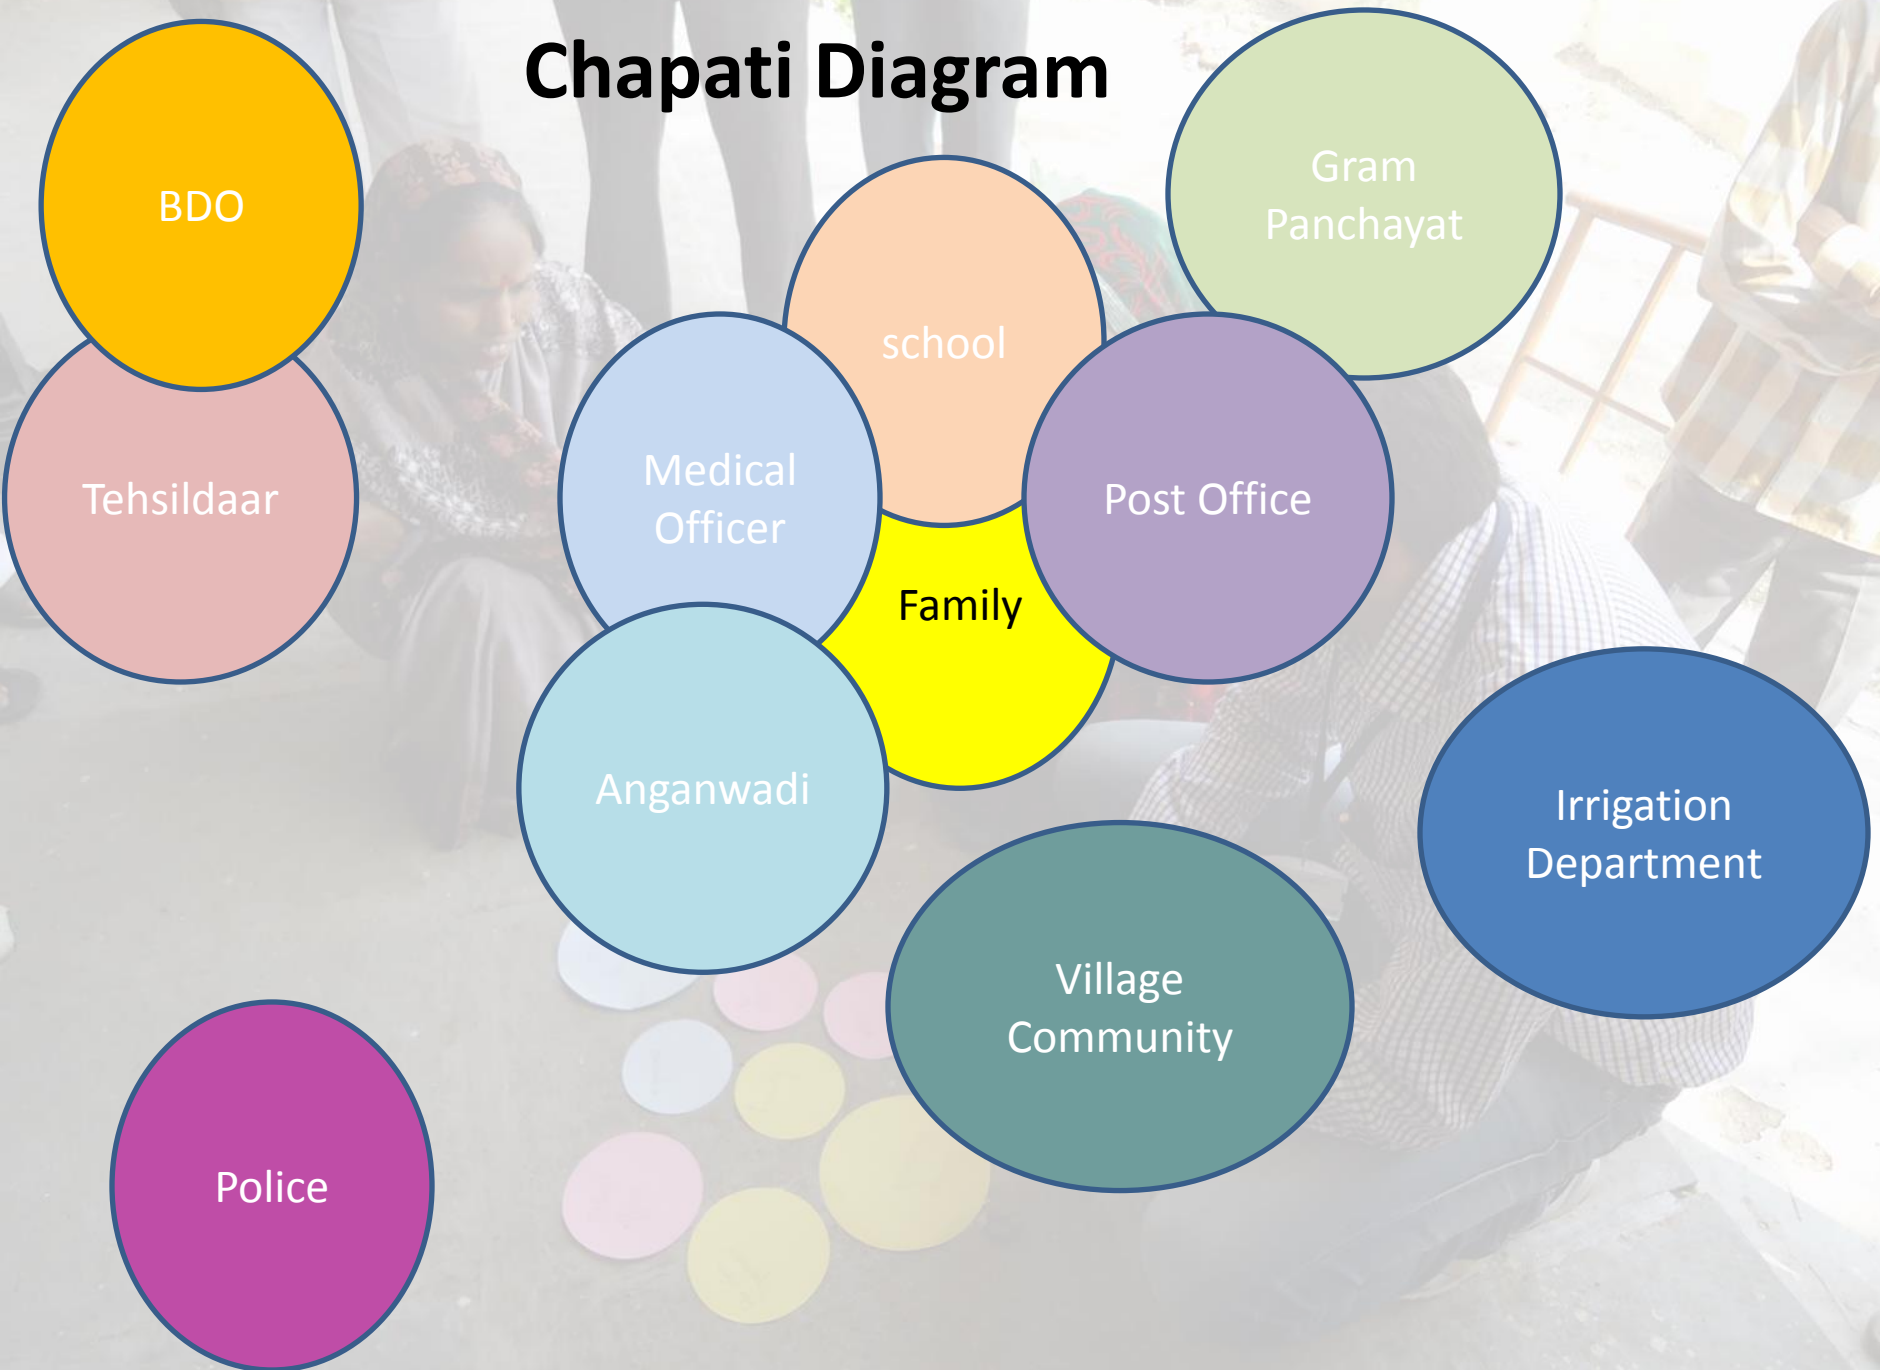 Chapati Diagram
BDO
Gram
Panchayat
school
Medical
Officer
Tehsildaar
Post Office
Family
Anganwadi
Irrigation
Department
Village
Community
Police